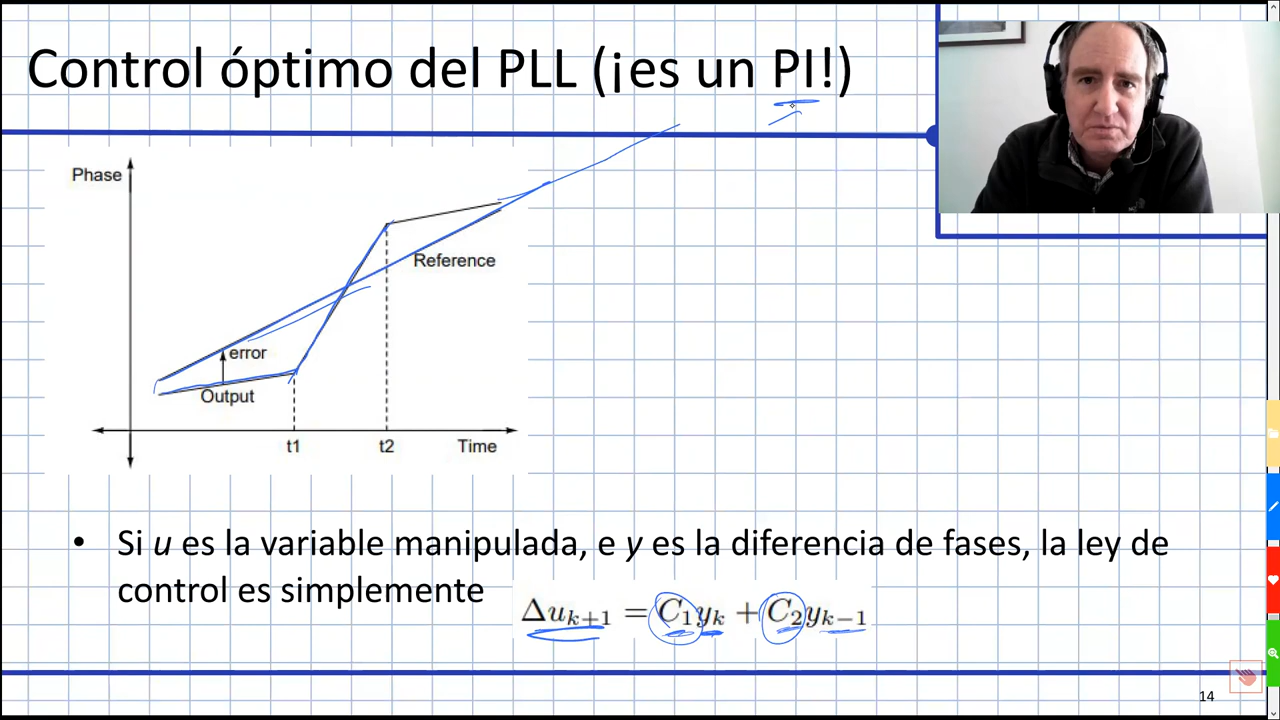 Control óptimo del PLL (¡es un PI!)
Phase
Reference
error
Output
t1 t2 Time
• Si u es la variable manipulada, e y es la diferencia de fases, la ley de
control es simplemente Δu_{k+1} = C_1 y_k + C_2 y_{k−1}
14